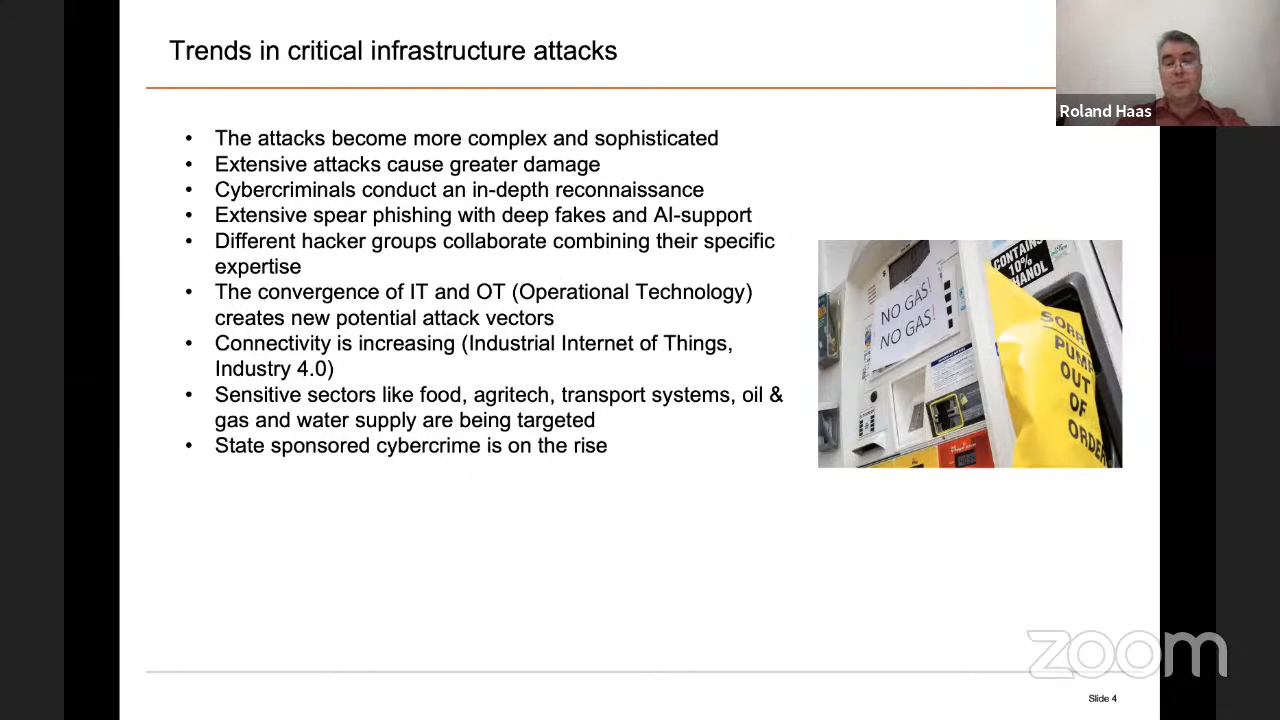 Trends in critical infrastructure attacks
Roland Haas
• The attacks become more complex and sophisticated
• Extensive attacks cause greater damage
• Cybercriminals conduct an in-depth reconnaissance
• Extensive spear phishing with deep fakes and AI-support
• Different hacker groups collaborate combining their specific
expertise
• The convergence of IT and OT (Operational Technology)
creates new potential attack vectors
• Connectivity is increasing (Industrial Internet of Things,
Industry 4.0)
• Sensitive sectors like food, agritech, transport systems, oil &
gas and water supply are being targeted
• State sponsored cybercrime is on the rise
CONTAINS
10%
NO GAS!
NO GAS!
PUMP
OUT
OF
ORDER
zoom
Slide 4